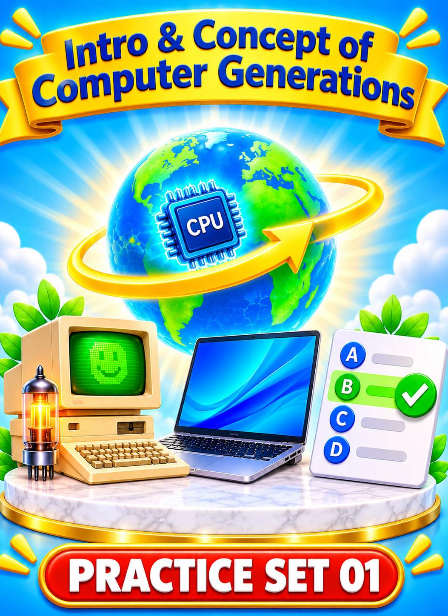 Intro & Concept of
Computer Generations
CPU
A
B
C
D
PRACTICE SET 01